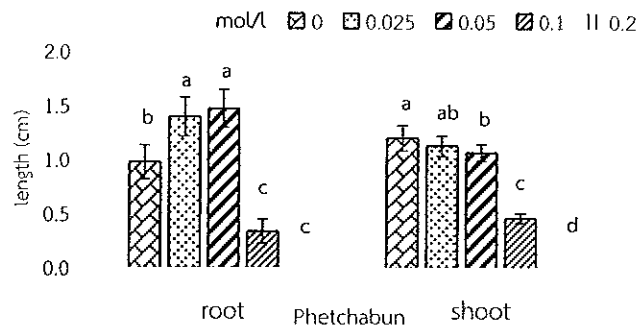 mol/l 0 0.025 0.05 0.1 0.2
2.0
1.5
1.0
0.5
0.0
length (cm)
b a a c c
a ab b c d
root Phetchabun shoot